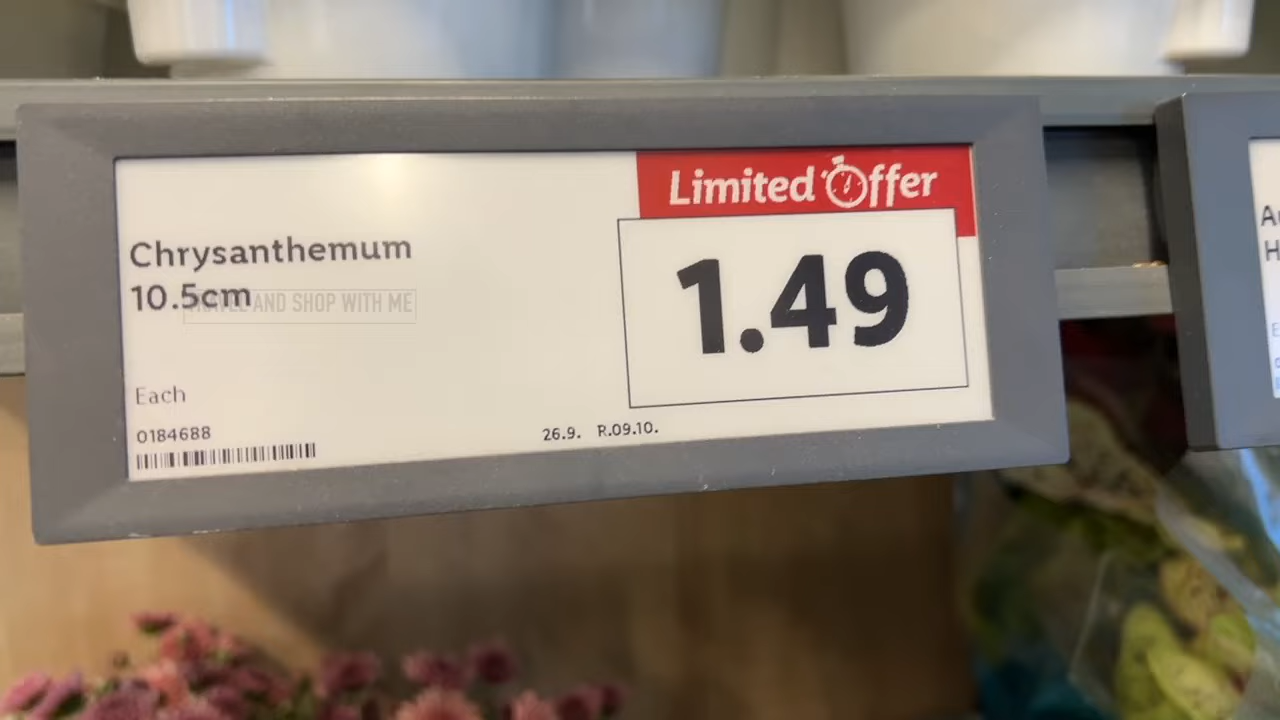 Limited Offer
Chrysanthemum
10.5cm
TRAVEL AND SHOP WITH ME
1.49
Each
0184688
26.9. R.09.10.
A
H